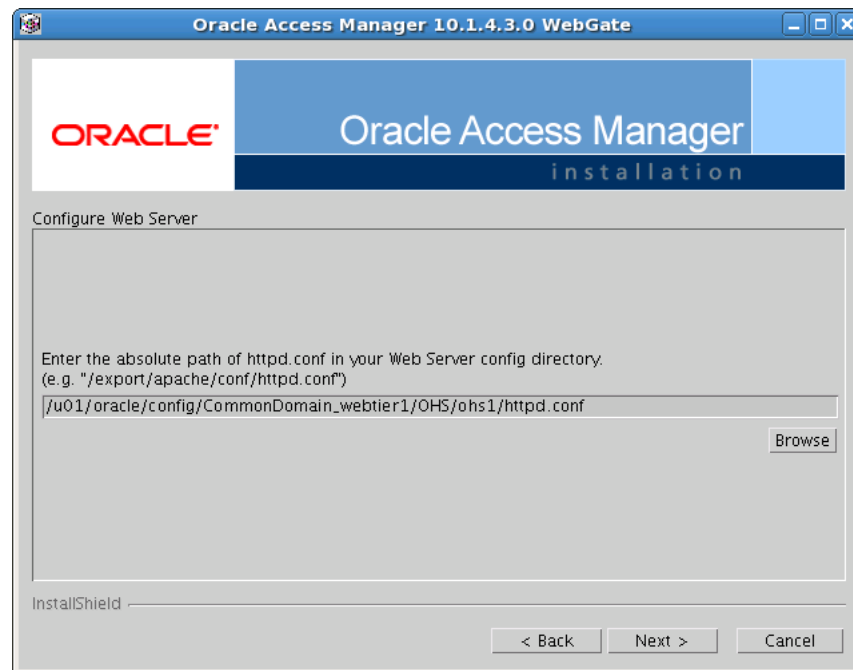 Oracle Access Manager 10.1.4.3.0 WebGate
ORACLE
Oracle Access Manager
installation
Configure Web Server
Enter the absolute path of httpd.conf in your Web Server config directory.
(e.g. "/export/apache/conf/httpd.conf")
/u01/oracle/config/CommonDomain_webtier1/OHS/ohs1/httpd.conf
Browse
InstallShield
< Back Next > Cancel